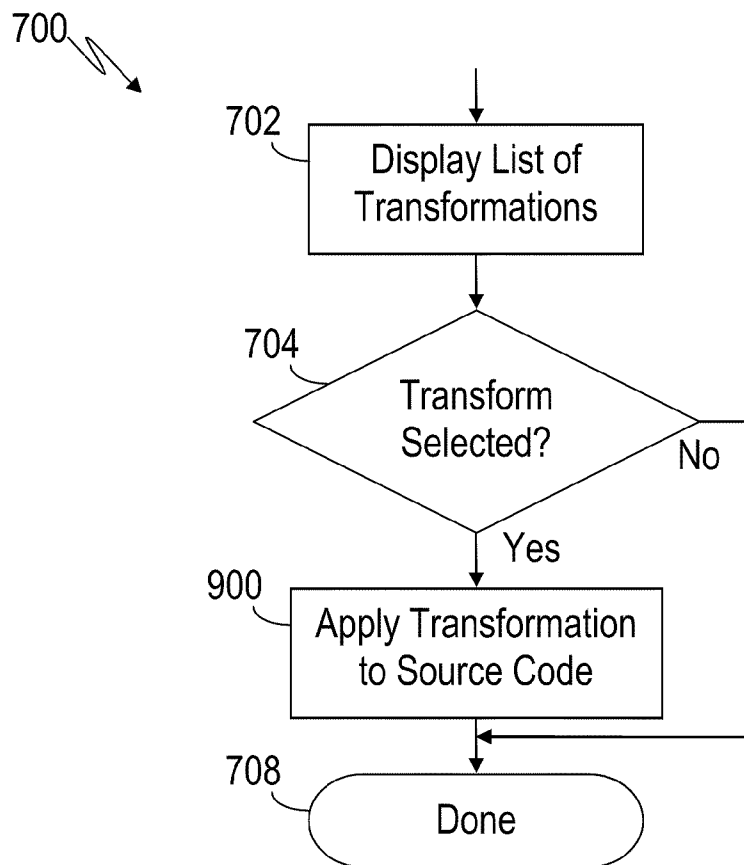 700
702
Display List of
Transformations
704
Transform
Selected?
No
Yes
900
Apply Transformation
to Source Code
708
Done